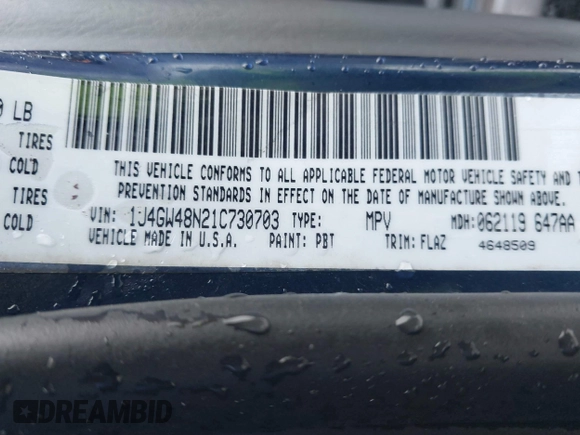 0 LB
TIRES
COLD
TIRES
COLD
THIS VEHICLE CONFORMS TO ALL APPLICABLE FEDERAL MOTOR VEHICLE SAFETY AND T
PREVENTION STANDARDS IN EFFECT ON THE DATE OF MANUFACTURE SHOWN ABOVE.
VIN: 1J4GW48N21C730703 TYPE: MPV MDH:062119 647AA
VEHICLE MADE IN U.S.A. PAINT: PBT TRIM: FLAZ 4648509
DREAMBID